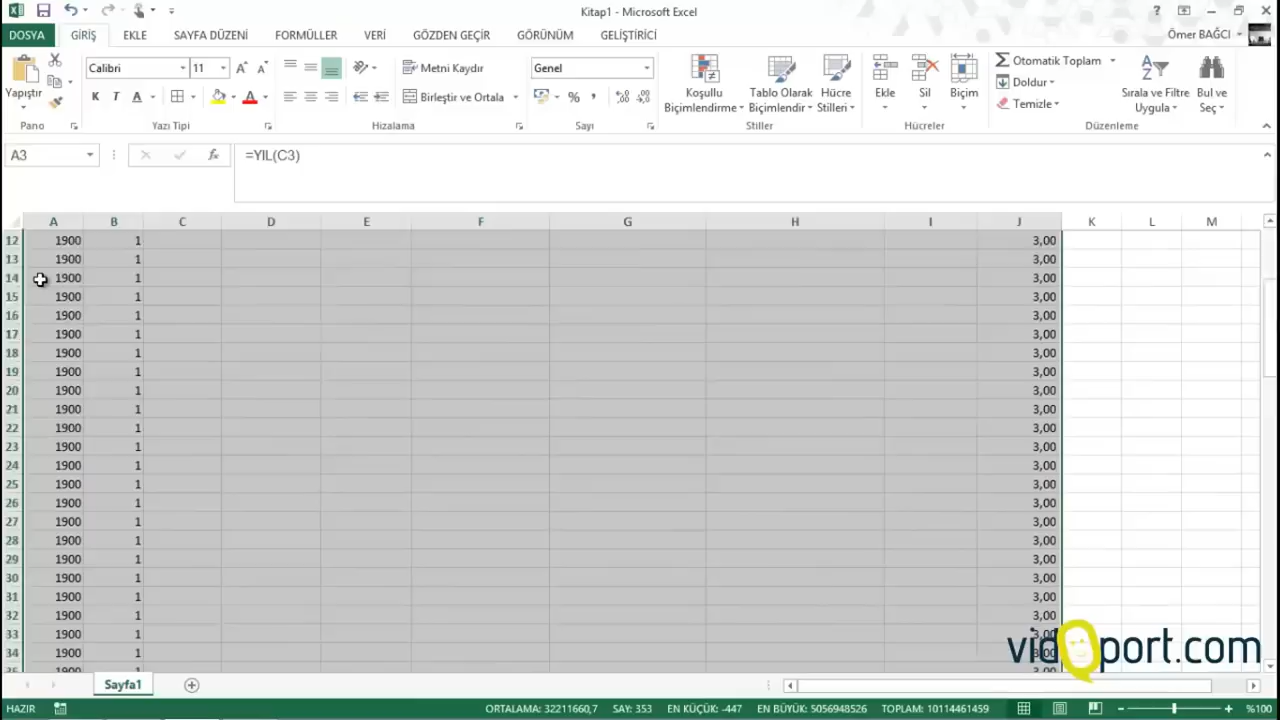 Kitap1 - Microsoft Excel
DOSYA GİRİŞ EKLE SAYFA DÜZENİ FORMÜLLER VERİ GÖZDEN GEÇİR GÖRÜNÜM GELİŞTİRİCİ Ömer BAĞCI
Yapıştır
Calibri 11
K T A
Metni Kaydır
Birleştir ve Ortala
Genel
Koşullu Biçimlendirme
Tablo Olarak Biçimlendir
Hücre Stilleri
Ekle Sil Biçim
Otomatik Toplam
Doldur
Temizle
Sırala ve Filtre Uygula
Bul ve Seç
Pano Yazı Tipi Hizalama Sayı Stiller Hücreler Düzenleme
A3 fx =YIL(C3)
A B C D E F G H I J K L M
12 1900 1 3,00
13 1900 1 3,00
14 1900 1 3,00
15 1900 1 3,00
16 1900 1 3,00
17 1900 1 3,00
18 1900 1 3,00
19 1900 1 3,00
20 1900 1 3,00
21 1900 1 3,00
22 1900 1 3,00
23 1900 1 3,00
24 1900 1 3,00
25 1900 1 3,00
26 1900 1 3,00
27 1900 1 3,00
28 1900 1 3,00
29 1900 1 3,00
30 1900 1 3,00
31 1900 1 3,00
32 1900 1 3,00
33 1900 1
34 1900 1
vidoport.com
Sayfa1
HAZIR ORTALAMA: 32211660,7 SAY: 353 EN KÜÇÜK: -447 EN BÜYÜK: 5056948526 TOPLAM: 10114461459 %100